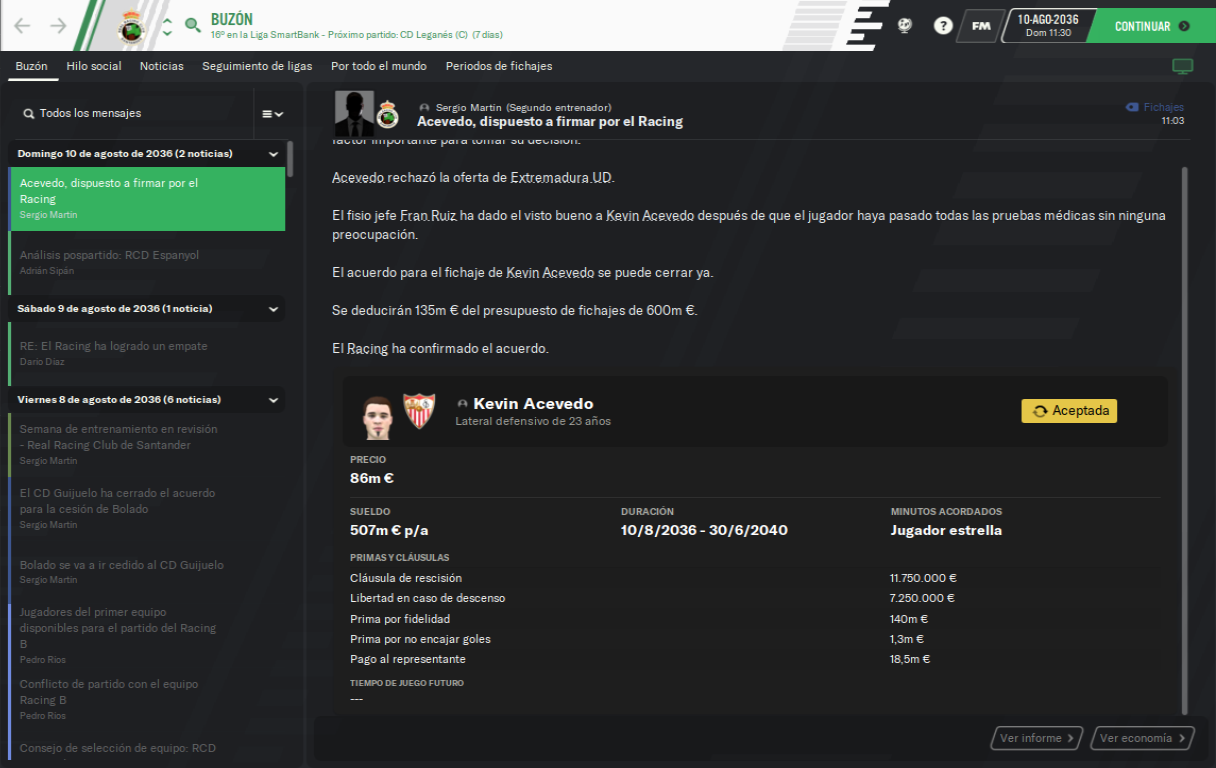 BUZÓN
16º en la Liga SmartBank - Próximo partido: CD Leganés (C) (7 días)
?
FM
10-AGO-2036
Dom 11:30
CONTINUAR
Buzón Hilo social Noticias Seguimiento de ligas Por todo el mundo Periodos de fichajes
Todos los mensajes
Domingo 10 de agosto de 2036 (2 noticias)
Acevedo, dispuesto a firmar por el
Racing
Sergio Martín
Análisis pospartido: RCD Espanyol
Adrián Sipán
Sábado 9 de agosto de 2036 (1 noticia)
RE: El Racing ha logrado un empate
Darío Díaz
Viernes 8 de agosto de 2036 (6 noticias)
Semana de entrenamiento en revisión
- Real Racing Club de Santander
Sergio Martín
El CD Guijuelo ha cerrado el acuerdo
para la cesión de Bolado
Sergio Martín
Bolado se va a ir cedido al CD Guijuelo
Sergio Martín
Jugadores del primer equipo
disponibles para el partido del Racing
B
Pedro Ríos
Conflicto de partido con el equipo
Racing B
Pedro Ríos
Consejo de selección de equipo: RCD
Sergio Martín (Segundo entrenador)
Acevedo, dispuesto a firmar por el Racing
Fichajes
11:03
factor importante para tomar su decisión.
Acevedo rechazó la oferta de Extremadura UD.
El fisio jefe Fran Ruiz ha dado el visto bueno a Kevin Acevedo después de que el jugador haya pasado todas las pruebas médicas sin ninguna
preocupación.
El acuerdo para el fichaje de Kevin Acevedo se puede cerrar ya.
Se deducirán 135m € del presupuesto de fichajes de 600m €.
El Racing ha confirmado el acuerdo.
Kevin Acevedo
Lateral defensivo de 23 años
Aceptada
PRECIO
86m €
SUELDO DURACIÓN MINUTOS ACORDADOS
507m € p/a 10/8/2036 - 30/6/2040 Jugador estrella
PRIMAS Y CLÁUSULAS
Cláusula de rescisión 11.750.000 €
Libertad en caso de descenso 7.250.000 €
Prima por fidelidad 140m €
Prima por no encajar goles 1,3m €
Pago al representante 18,5m €
TIEMPO DE JUEGO FUTURO
---
Ver informe Ver economía